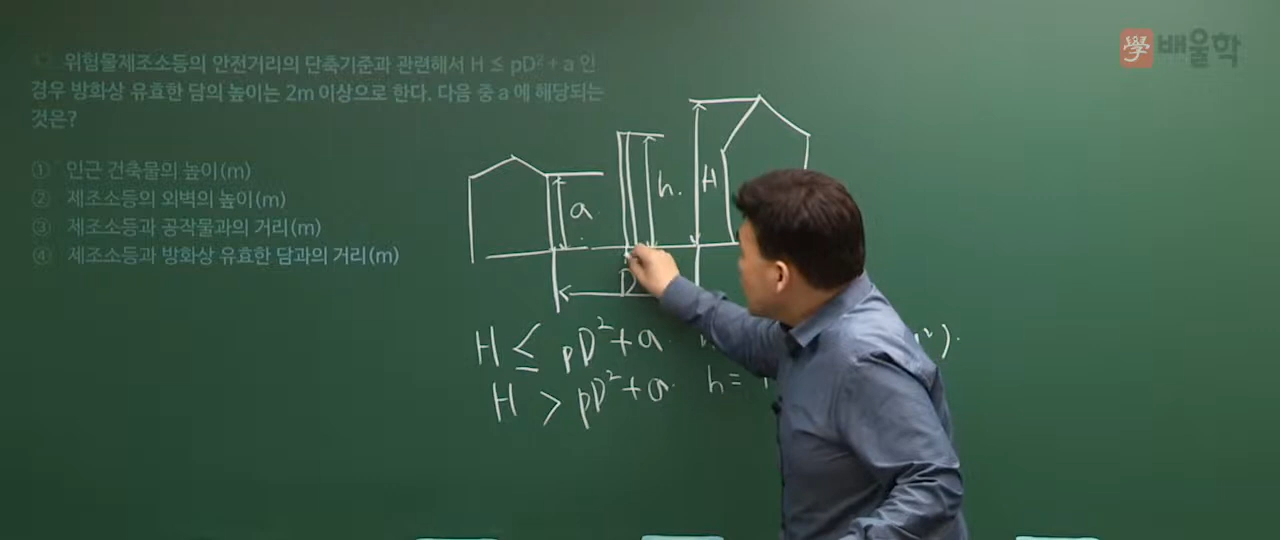 學 배울학
위험물제조소등의 안전거리의 단축기준과 관련해서 H ≤ pD² + a 인
경우 방화상 유효한 담의 높이는 2m 이상으로 한다. 다음 중 a 에 해당되는
것은?
① 인근 건축물의 높이(m)
② 제조소등의 외벽의 높이(m)
③ 제조소등과 공작물과의 거리(m)
④ 제조소등과 방화상 유효한 담과의 거리(m)
a
h
H
D
H ≤ pD² + a
H > pD² + a h =